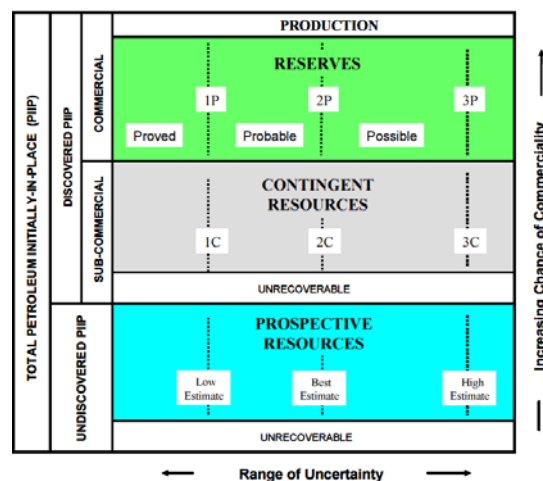 PRODUCTION
RESERVES
1P
2P
3P
Proved
Probable
Possible
CONTINGENT
RESOURCES
1C
2C
3C
UNRECOVERABLE
PROSPECTIVE
RESOURCES
Low
Estimate
Best
Estimate
High
Estimate
UNRECOVERABLE
TOTAL PETROLEUM INITIALLY-IN-PLACE (PIIP)
DISCOVERED PIIP
UNDISCOVERED PIIP
COMMERCIAL
SUB-COMMERCIAL
Increasing Chance of Commerciality
Range of Uncertainty